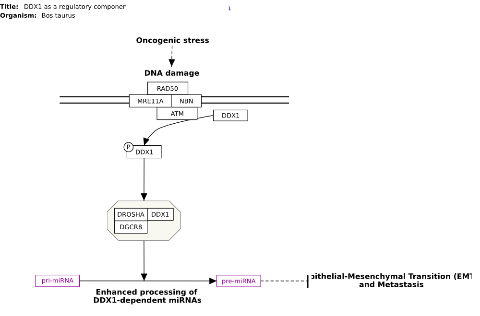 Title: DDX1 as a regulatory componen
Organism: Bos taurus
Oncogenic stress
DNA damage
RAD50
MRE11A NBN
ATM
DDX1
P
DDX1
DROSHA DDX1
DGCR8
pri-miRNA
pre-miRNA
pithelial-Mesenchymal Transition (EMT
and Metastasis
Enhanced processing of
DDX1-dependent miRNAs